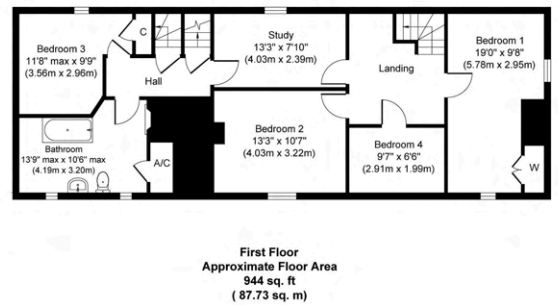 Bedroom 3
11'8" max x 9'9"
(3.56m x 2.96m)
C
Hall
Study
13'3" x 7'10"
(4.03m x 2.39m)
Landing
Bedroom 1
19'0" x 9'8"
(5.78m x 2.95m)
Bathroom
13'9" max x 10'6" max
(4.19m x 3.20m)
A/C
Bedroom 2
13'3" x 10'7"
(4.03m x 3.22m)
Bedroom 4
9'7" x 6'6"
(2.91m x 1.99m)
W
First Floor
Approximate Floor Area
944 sq. ft
( 87.73 sq. m)